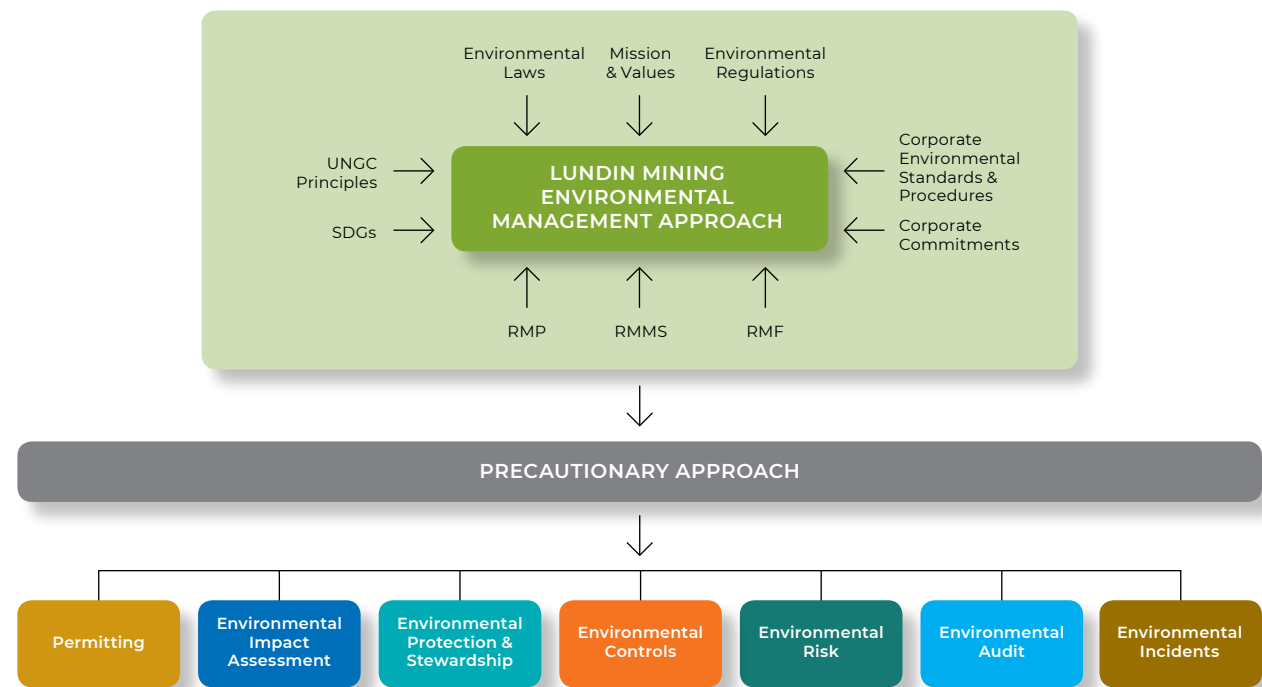 Environmental
Laws
Mission
& Values
Environmental
Regulations
UNGC
Principles
SDGs
LUNDIN MINING
ENVIRONMENTAL
MANAGEMENT APPROACH
Corporate
Environmental
Standards &
Procedures
Corporate
Commitments
RMP
RMMS
RMF
PRECAUTIONARY APPROACH
Permitting
Environmental
Impact
Assessment
Environmental
Protection &
Stewardship
Environmental
Controls
Environmental
Risk
Environmental
Audit
Environmental
Incidents